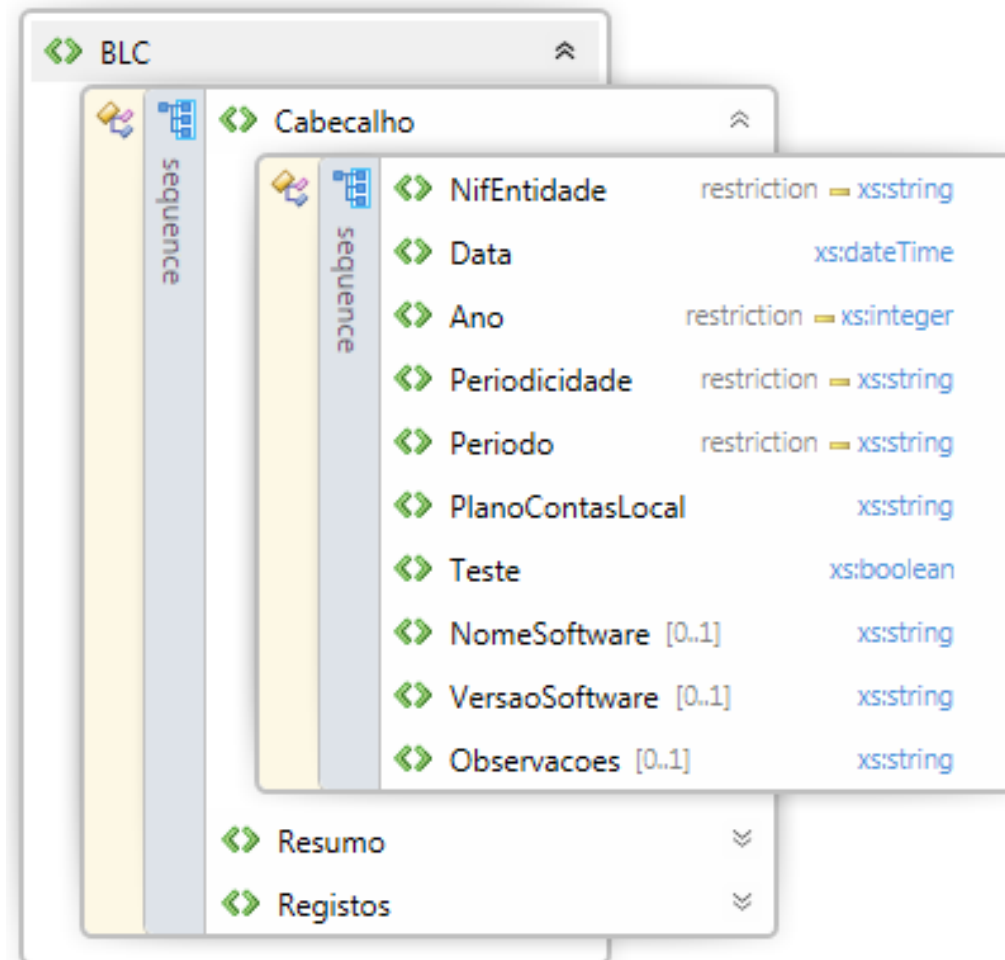 BLC
sequence
Cabecalho
sequence
NifEntidade restriction xs:string
Data xs:dateTime
Ano restriction xs:integer
Periodicidade restriction xs:string
Periodo restriction xs:string
PlanoContasLocal xs:string
Teste xs:boolean
NomeSoftware [0..1] xs:string
VersaoSoftware [0..1] xs:string
Observacoes [0..1] xs:string
Resumo
Registos